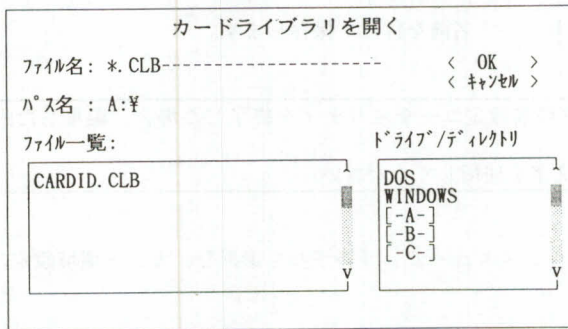 カードライブラリを開く
ファイル名: *.CLB----------------------
< OK >
< キャンセル >
パス名 : A:¥
ファイル一覧:
ドライブ/ディレクトリ
CARDID.CLB
DOS
WINDOWS
[-A-]
[-B-]
[-C-]